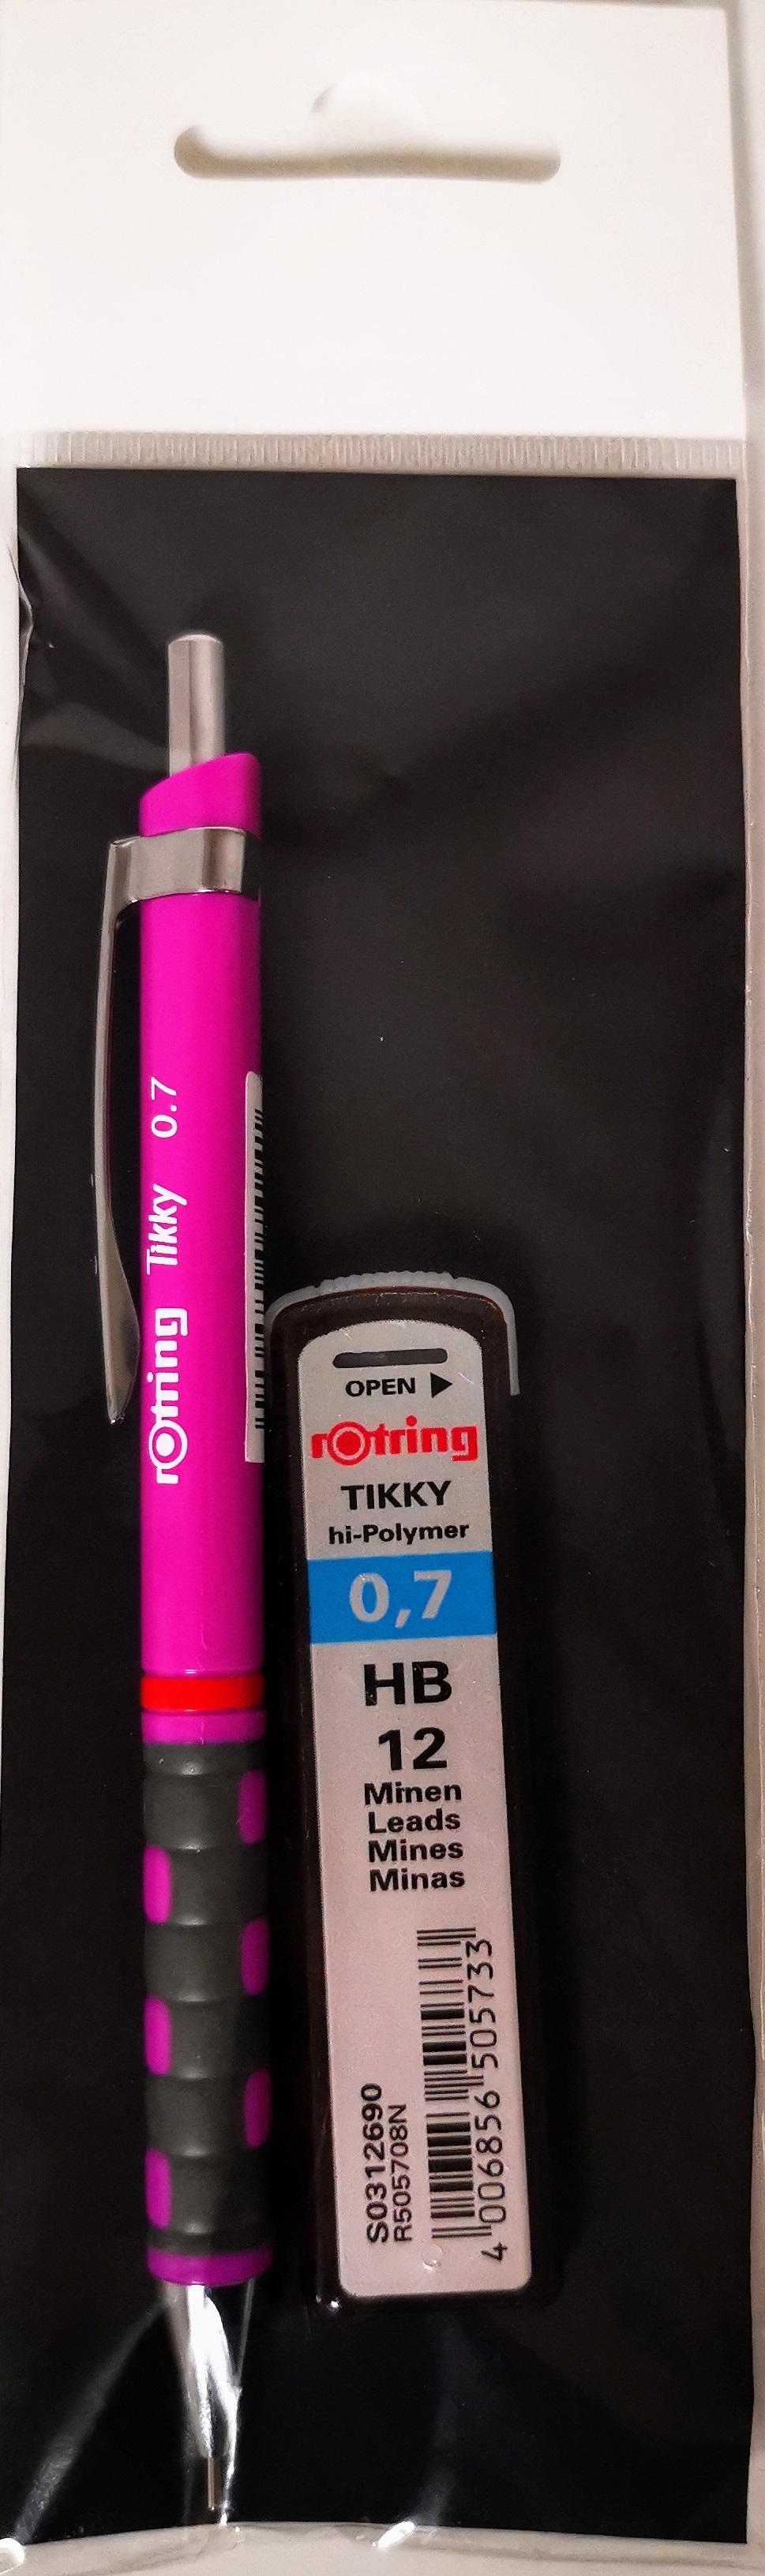 rotring Tikky 0.7
OPEN
rotring
TIKKY
hi-Polymer
0,7
HB
12
Minen
Leads
Mines
Minas
S0312690
R505708N
4 006856 505733